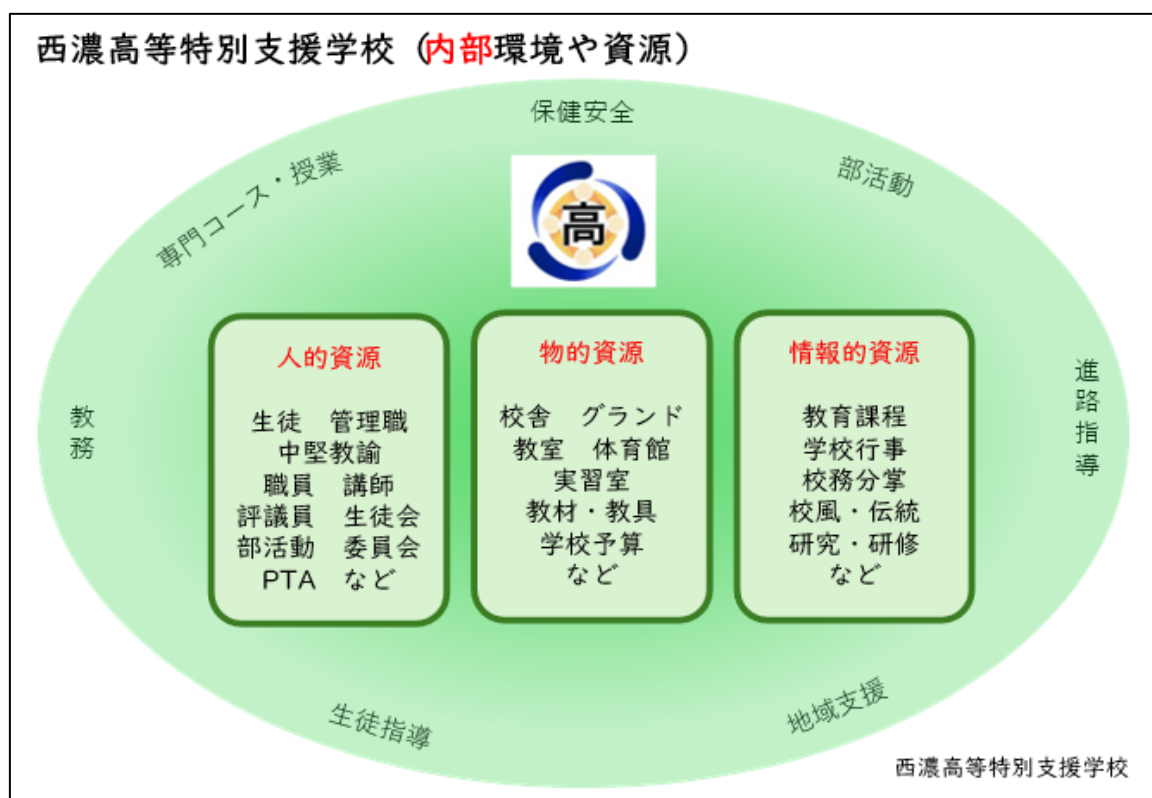 西濃高等特別支援学校（内部環境や資源）
保健安全
専門コース・授業
部活動
高
教務
進路指導
人的資源
生徒　管理職
中堅教諭
職員　講師
評議員　生徒会
部活動　委員会
PTA　など
物的資源
校舎　グランド
教室　体育館
実習室
教材・教具
学校予算
など
情報的資源
教育課程
学校行事
校務分掌
校風・伝統
研究・研修
など
生徒指導
地域支援
西濃高等特別支援学校